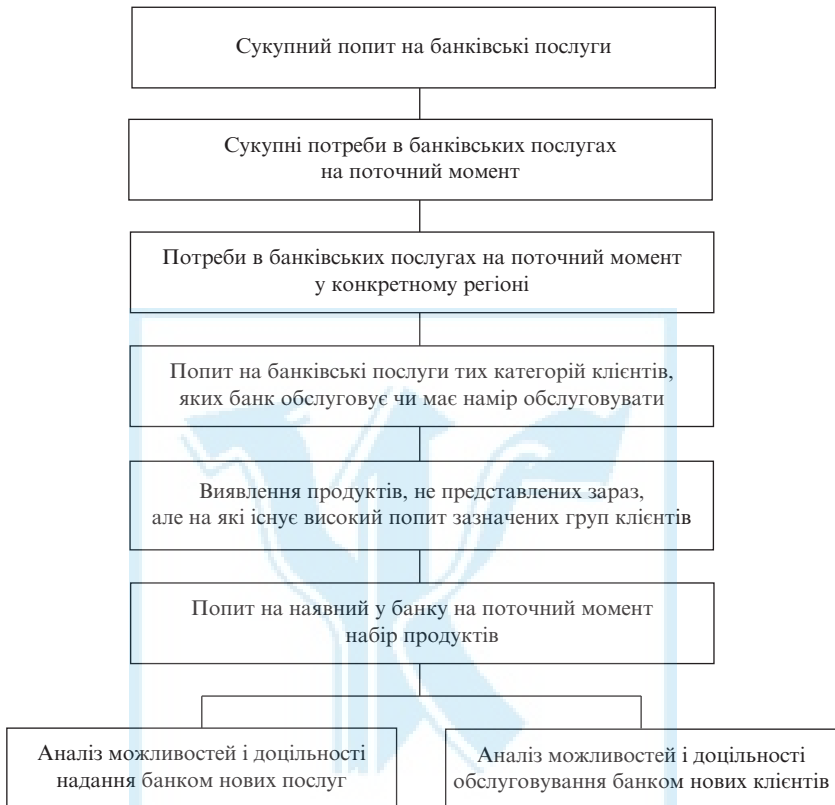 Сукупний попит на банківські послуги
Сукупні потреби в банківських послугах
на поточний момент
Потреби в банківських послугах на поточний момент
у конкретному регіоні
Попит на банківські послуги тих категорій клієнтів,
яких банк обслуговує чи має намір обслуговувати
Виявлення продуктів, не представлених зараз,
але на які існує високий попит зазначених груп клієнтів
Попит на наявний у банку на поточний момент
набір продуктів
Аналіз можливостей і доцільності
надання банком нових послуг
Аналіз можливостей і доцільності
обслуговування банком нових клієнтів